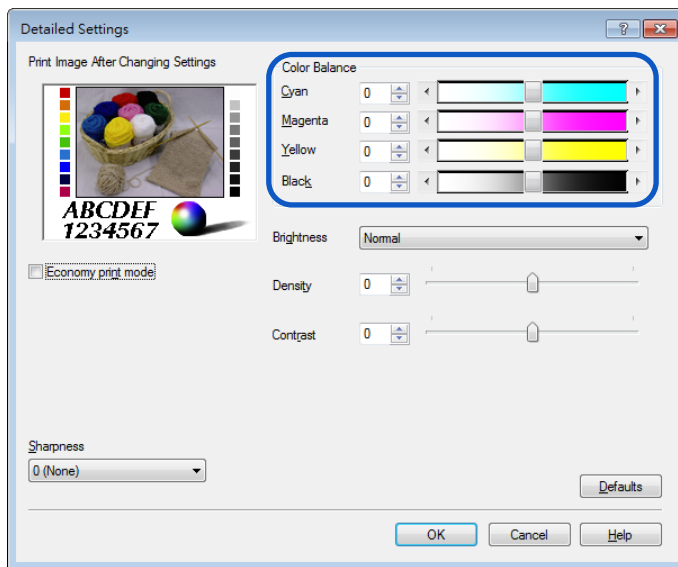 Detailed Settings
Print Image After Changing Settings
ABCDEF
1234567
Economy print mode
Sharpness
0 (None)
Color Balance
Cyan 0
Magenta 0
Yellow 0
Black 0
Brightness Normal
Density 0
Contrast 0
Defaults
OK Cancel Help